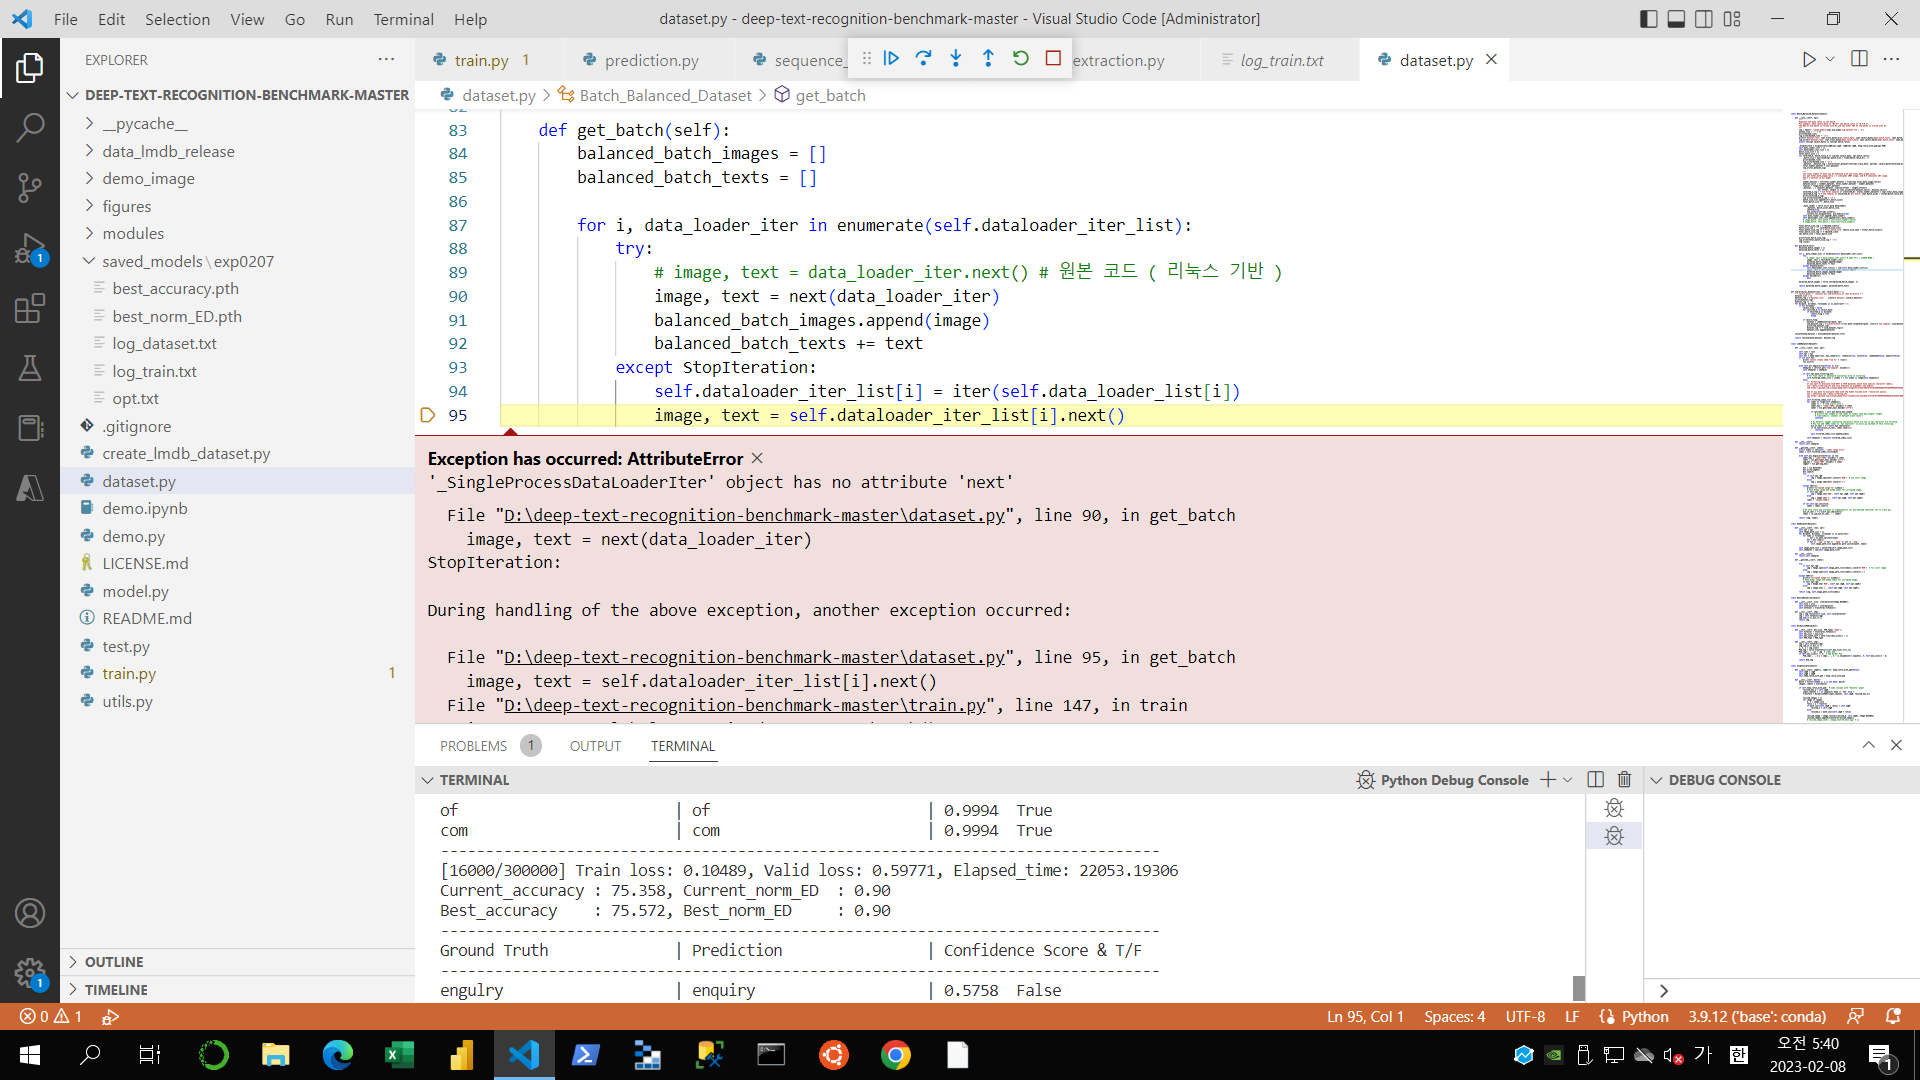 File Edit Selection View Go Run Terminal Help
dataset.py - deep-text-recognition-benchmark-master - Visual Studio Code [Administrator]
EXPLORER
DEEP-TEXT-RECOGNITION-BENCHMARK-MASTER
__pycache__
data_lmdb_release
demo_image
figures
modules
saved_models\exp0207
best_accuracy.pth
best_norm_ED.pth
log_dataset.txt
log_train.txt
opt.txt
.gitignore
create_lmdb_dataset.py
dataset.py
demo.ipynb
demo.py
LICENSE.md
model.py
README.md
test.py
train.py 1
utils.py
OUTLINE
TIMELINE
1
1
train.py 1
prediction.py
sequence_
extraction.py
log_train.txt
dataset.py
dataset.py > Batch_Balanced_Dataset > get_batch
83 def get_batch(self):
84 balanced_batch_images = []
85 balanced_batch_texts = []
86
87 for i, data_loader_iter in enumerate(self.dataloader_iter_list):
88 try:
89 # image, text = data_loader_iter.next() # 원본 코드 ( 리눅스 기반 )
90 image, text = next(data_loader_iter)
91 balanced_batch_images.append(image)
92 balanced_batch_texts += text
93 except StopIteration:
94 self.dataloader_iter_list[i] = iter(self.data_loader_list[i])
95 image, text = self.dataloader_iter_list[i].next()
Exception has occurred: AttributeError
'_SingleProcessDataLoaderIter' object has no attribute 'next'
File "D:\deep-text-recognition-benchmark-master\dataset.py", line 90, in get_batch
image, text = next(data_loader_iter)
StopIteration:
During handling of the above exception, another exception occurred:
File "D:\deep-text-recognition-benchmark-master\dataset.py", line 95, in get_batch
image, text = self.dataloader_iter_list[i].next()
File "D:\deep-text-recognition-benchmark-master\train.py", line 147, in train
PROBLEMS 1 OUTPUT TERMINAL
TERMINAL
Python Debug Console
DEBUG CONSOLE
of | of | 0.9994 True
com | com | 0.9994 True
--------------------------------------------------------------------------------
[16000/300000] Train loss: 0.10489, Valid loss: 0.59771, Elapsed_time: 22053.19306
Current_accuracy : 75.358, Current_norm_ED : 0.90
Best_accuracy : 75.572, Best_norm_ED : 0.90
--------------------------------------------------------------------------------
Ground Truth | Prediction | Confidence Score & T/F
--------------------------------------------------------------------------------
engulry | enquiry | 0.5758 False
0 1
Ln 95, Col 1 Spaces: 4 UTF-8 LF Python 3.9.12 ('base': conda)
가 한
오전 5:40
2023-02-08
1